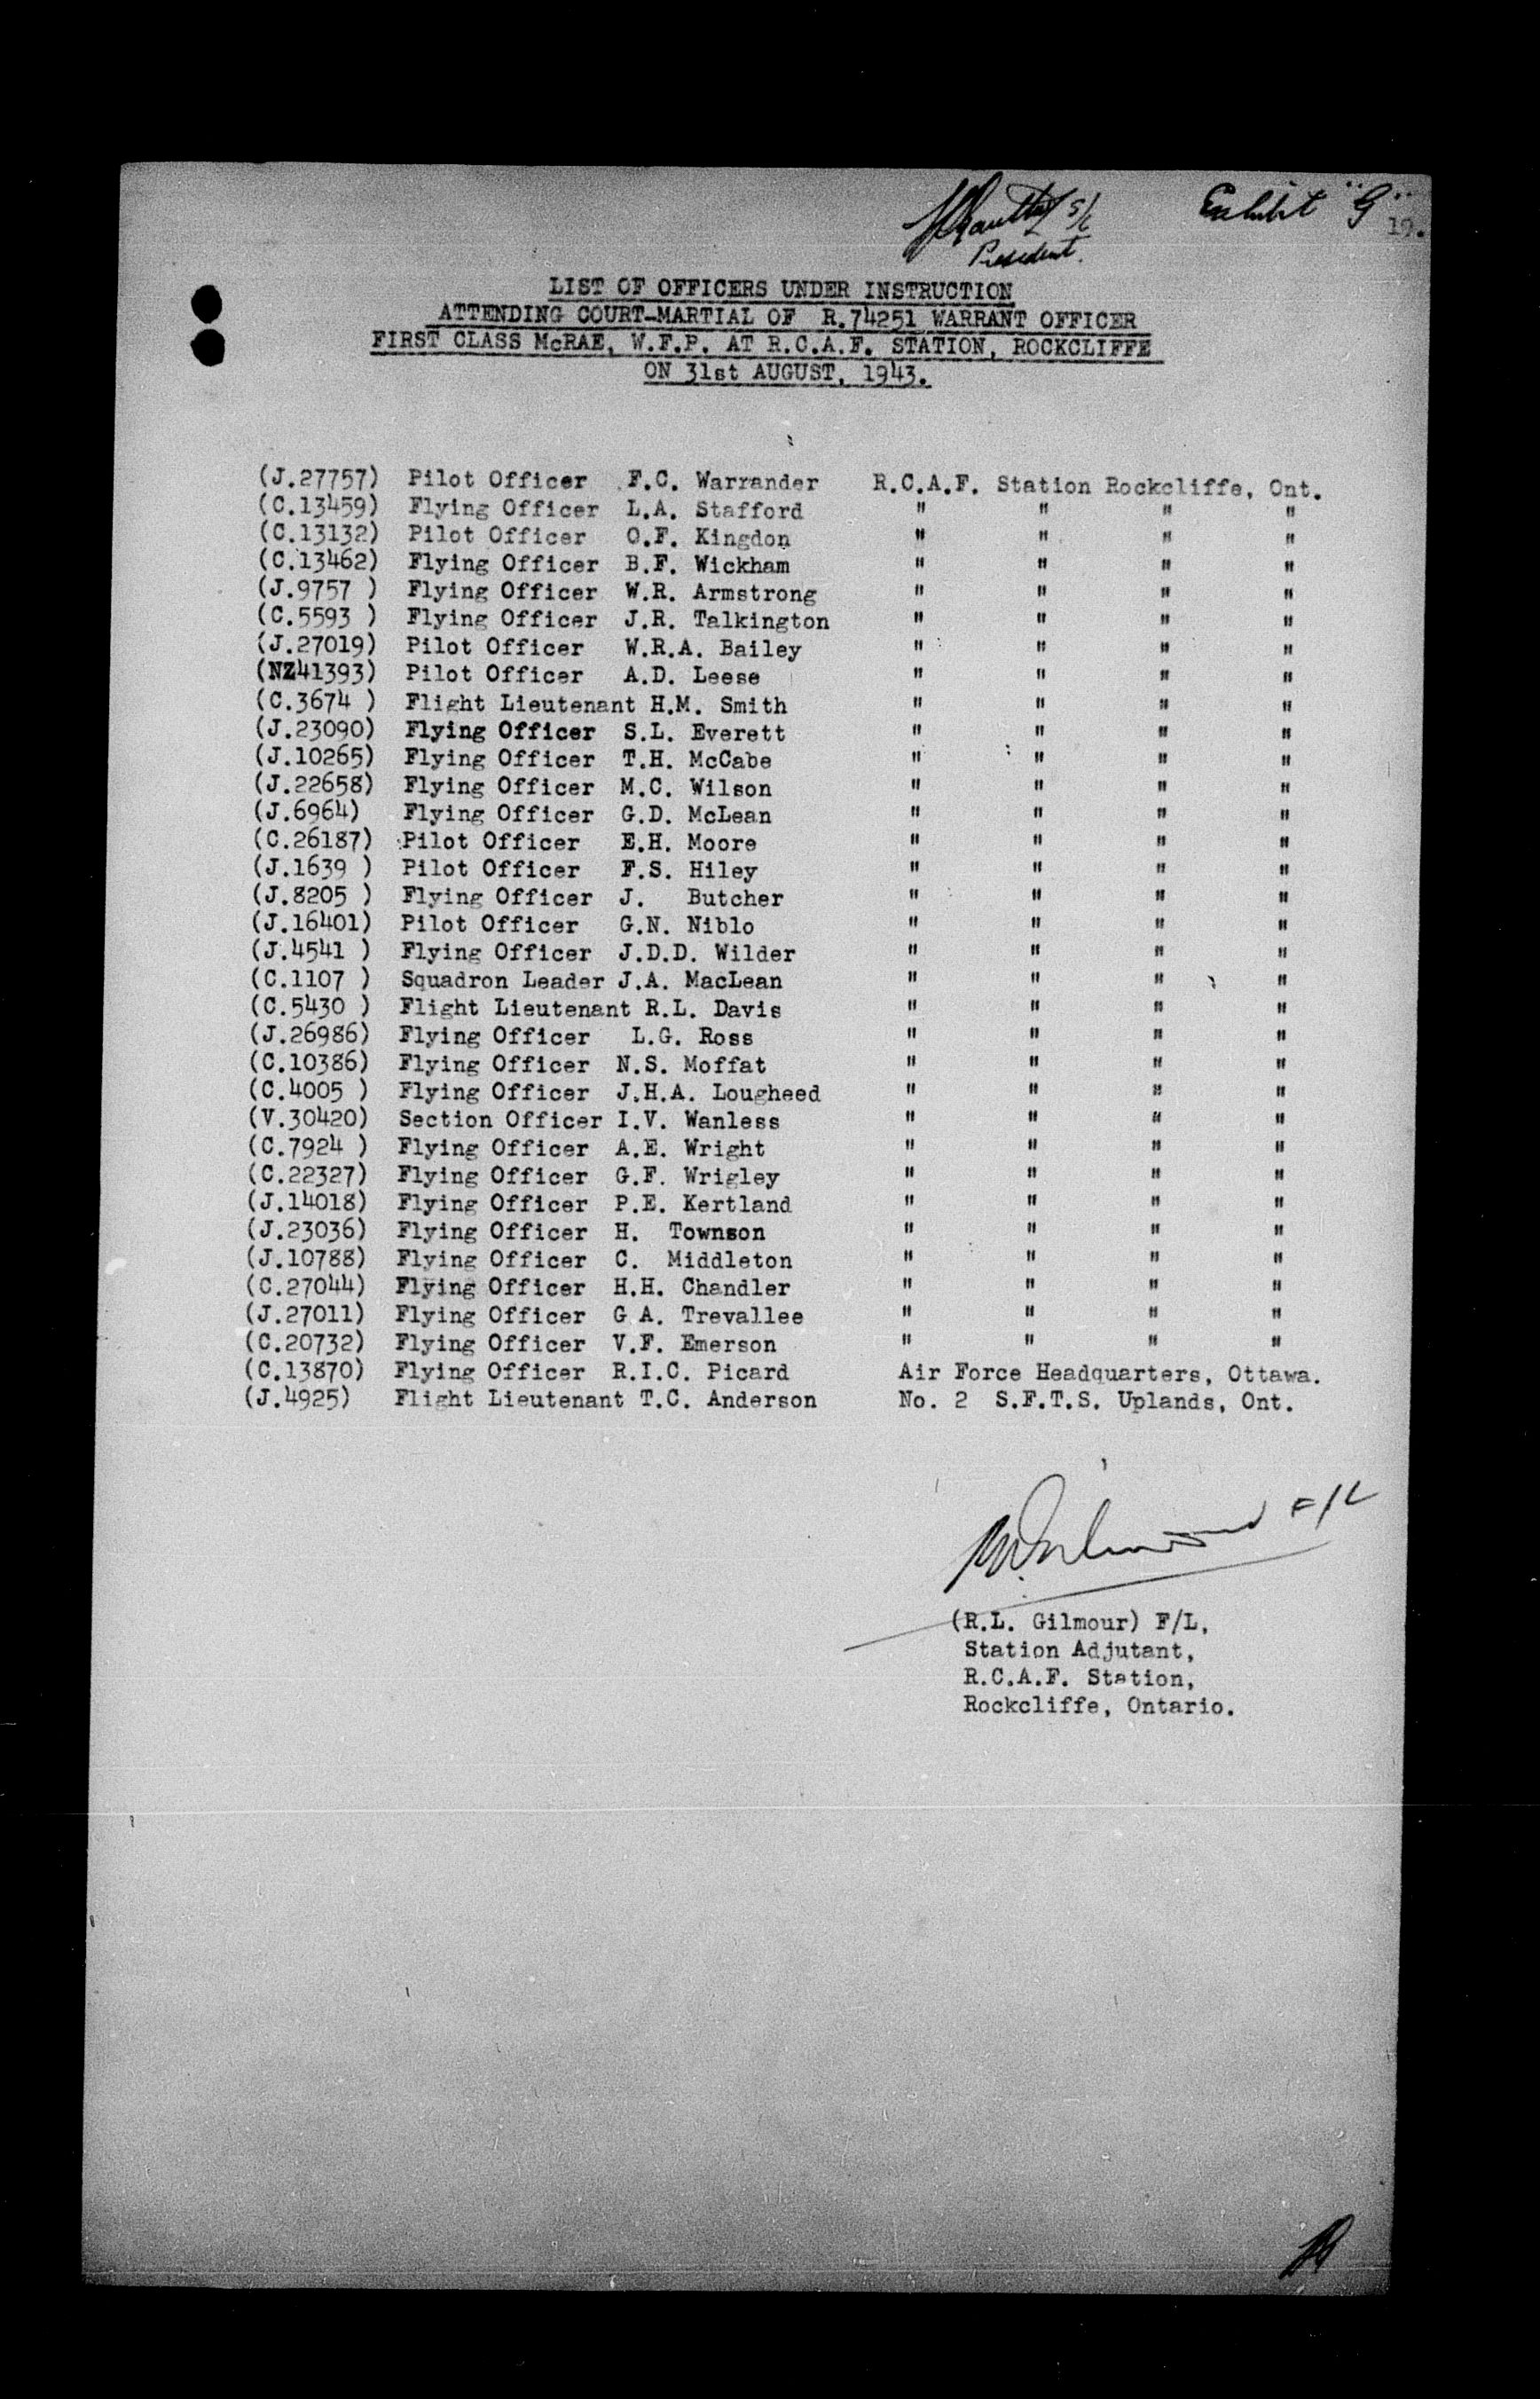 Exhibit "G"
19.
S/L
President.
LIST OF OFFICERS UNDER INSTRUCTION
ATTENDING COURT-MARTIAL OF R.74251 WARRANT OFFICER
FIRST CLASS McRAE, W.F.P. AT R.C.A.F. STATION, ROCKCLIFFE
ON 31st AUGUST, 1943.
(J.27757) Pilot Officer F.C. Warrander R.C.A.F. Station Rockcliffe, Ont.
(C.13459) Flying Officer L.A. Stafford " " " "
(C.13132) Pilot Officer O.F. Kingdon " " " "
(C.13462) Flying Officer B.F. Wickham " " " "
(J.9757 ) Flying Officer W.R. Armstrong " " " "
(C.5593 ) Flying Officer J.R. Talkington " " " "
(J.27019) Pilot Officer W.R.A. Bailey " " " "
(NZ41393) Pilot Officer A.D. Leese " " " "
(C.3674 ) Flight Lieutenant H.M. Smith " " " "
(J.23090) Flying Officer S.L. Everett " " " "
(J.10265) Flying Officer T.H. McCabe " " " "
(J.22658) Flying Officer M.C. Wilson " " " "
(J.6964) Flying Officer G.D. McLean " " " "
(C.26187) Pilot Officer E.H. Moore " " " "
(J.1639 ) Pilot Officer F.S. Hiley " " " "
(J.8205 ) Flying Officer J. Butcher " " " "
(J.16401) Pilot Officer G.N. Niblo " " " "
(J.4541 ) Flying Officer J.D.D. Wilder " " " "
(C.1107 ) Squadron Leader J.A. MacLean " " " "
(C.5430 ) Flight Lieutenant R.L. Davis " " " "
(J.26986) Flying Officer L.G. Ross " " " "
(C.10386) Flying Officer N.S. Moffat " " " "
(C.4005 ) Flying Officer J.H.A. Lougheed " " " "
(V.30420) Section Officer I.V. Wanless " " " "
(C.7924 ) Flying Officer A.E. Wright " " " "
(C.22327) Flying Officer G.F. Wrigley " " " "
(J.14018) Flying Officer P.E. Kertland " " " "
(J.23036) Flying Officer H. Townson " " " "
(J.10788) Flying Officer C. Middleton " " " "
(C.27044) Flying Officer H.H. Chandler " " " "
(J.27011) Flying Officer G A. Trevallee " " " "
(C.20732) Flying Officer V.F. Emerson " " " "
(C.13870) Flying Officer R.I.C. Picard Air Force Headquarters, Ottawa.
(J.4925) Flight Lieutenant T.C. Anderson No. 2 S.F.T.S. Uplands, Ont.
F/L
(R.L. Gilmour) F/L,
Station Adjutant,
R.C.A.F. Station,
Rockcliffe, Ontario.